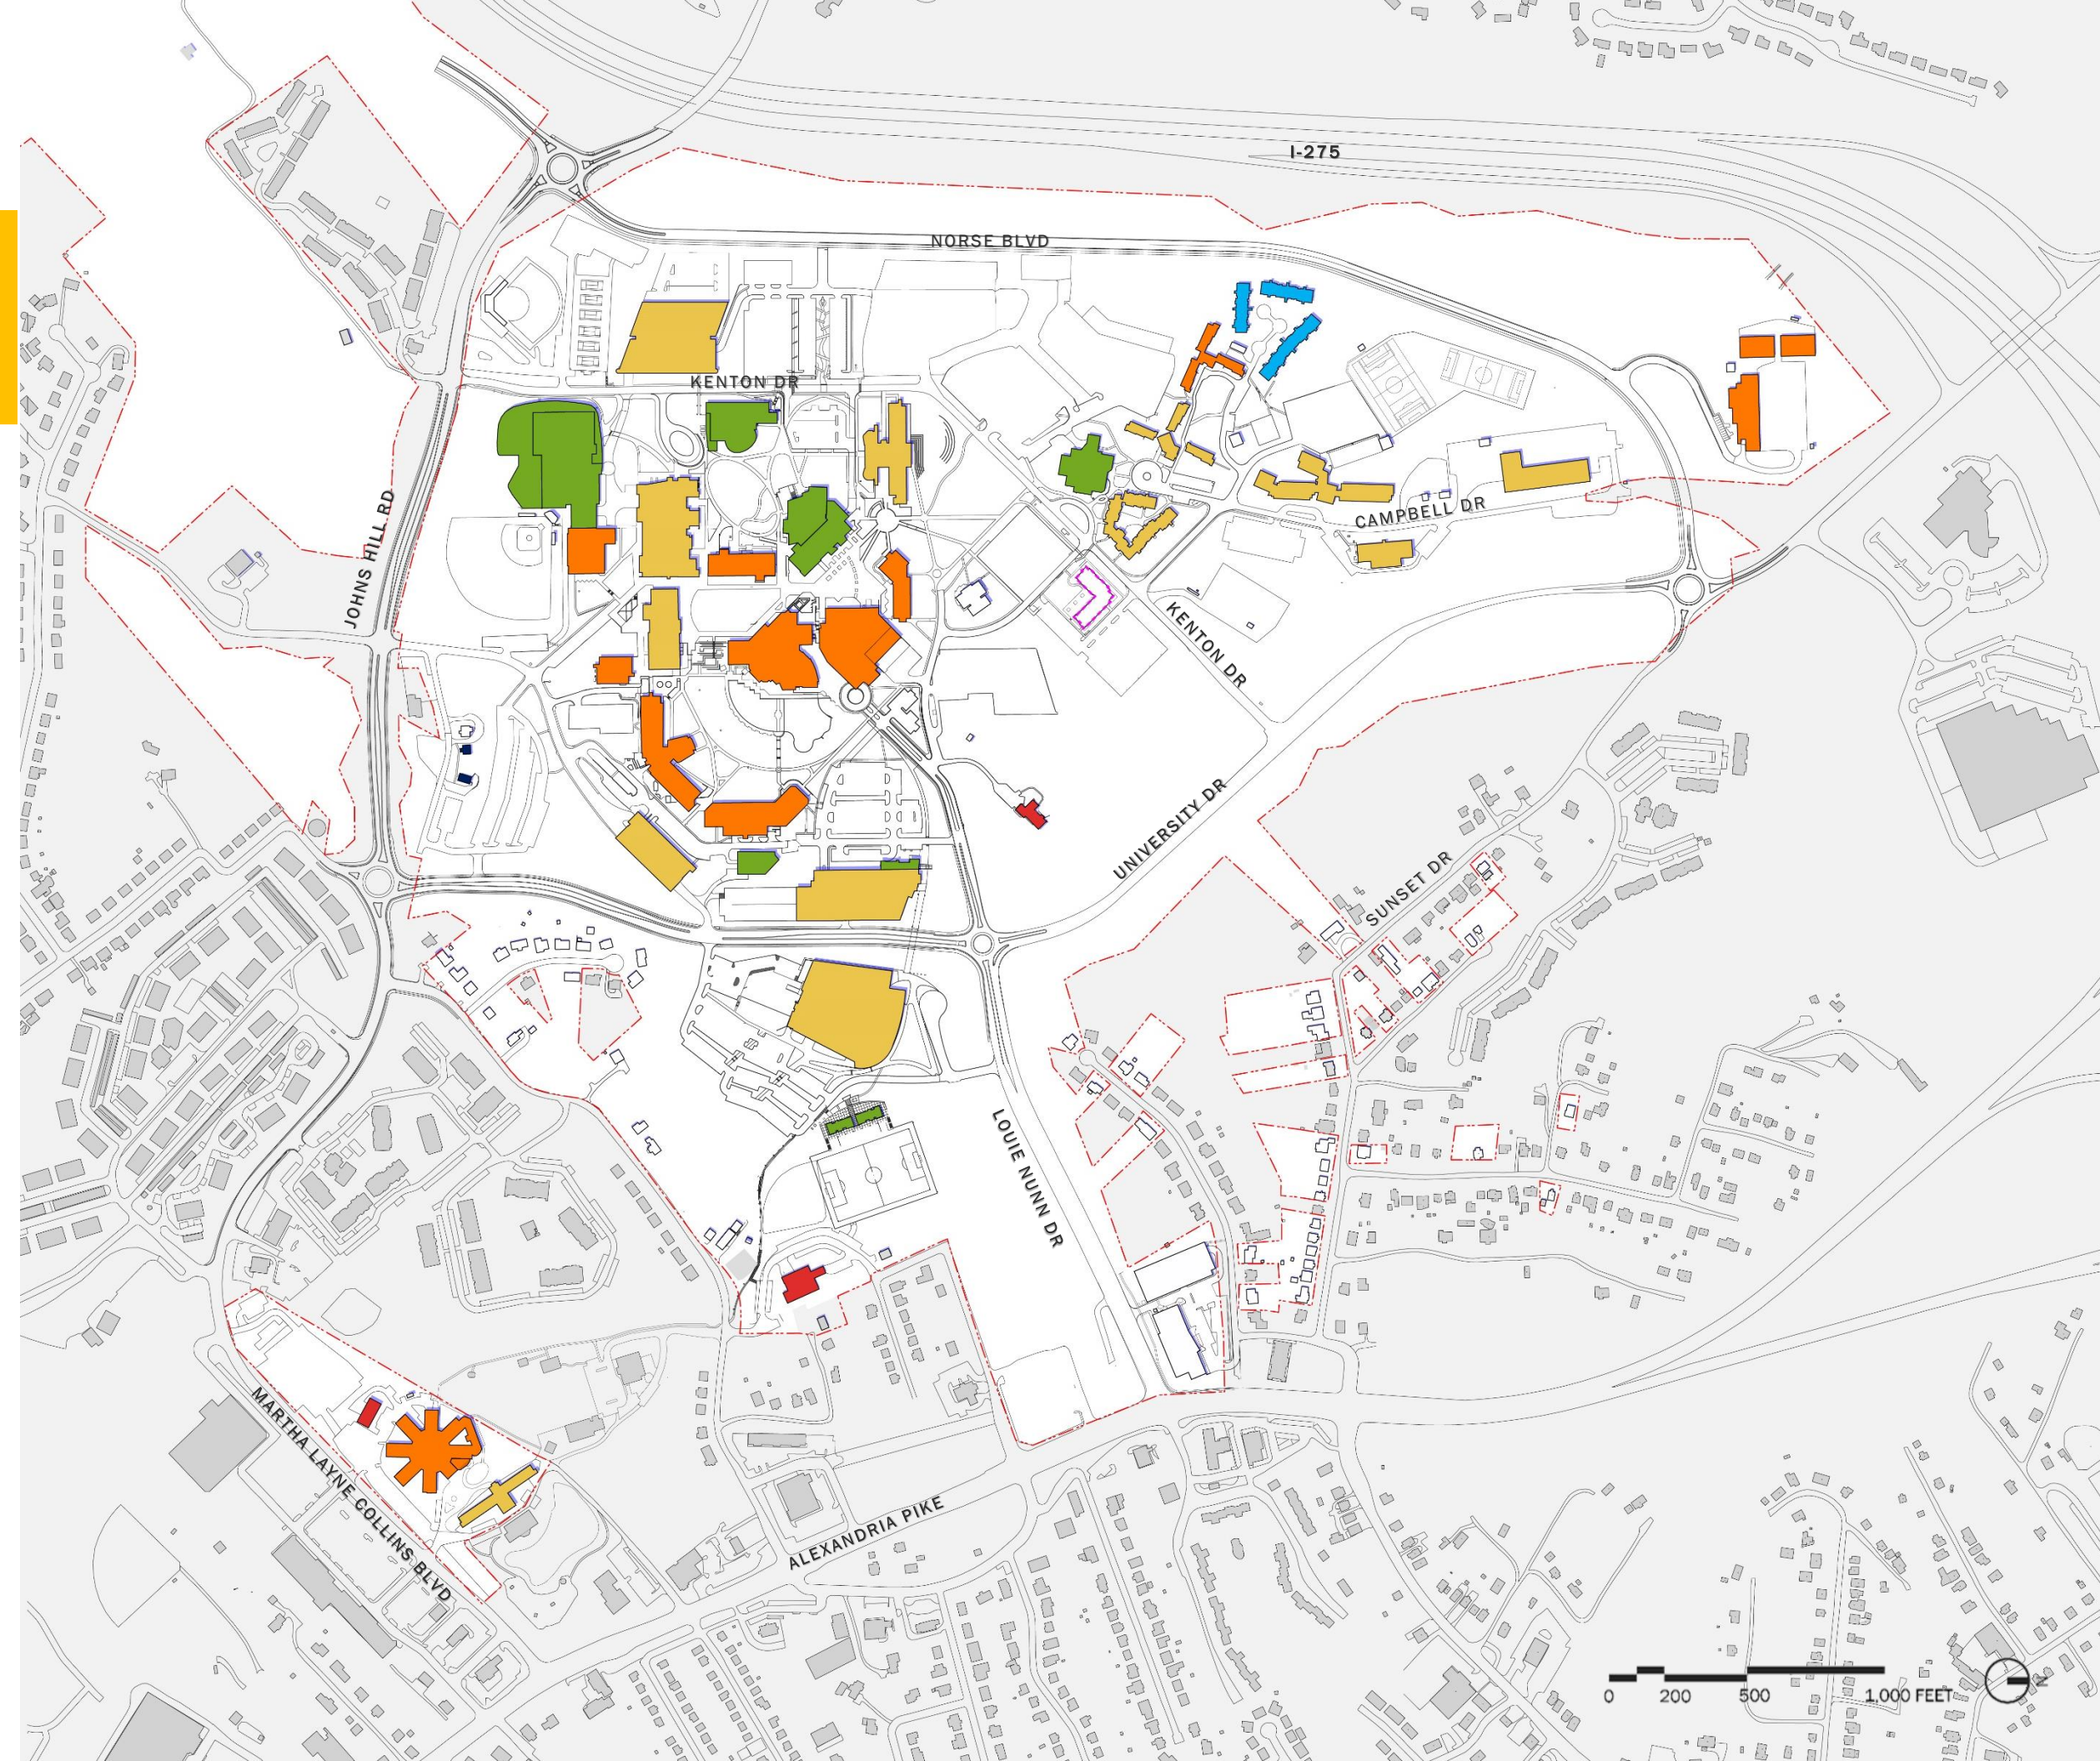 I-275
NORSE BLVD
KENTON DR
JOHNS HILL RD
CAMPBELL DR
KENTON DR
UNIVERSITY DR
SUNSET DR
LOUIE NUNN DR
MARTHA LAYNE COLLINS BLVD
ALEXANDRIA PIKE
0 200 500 1,000 FEET
N